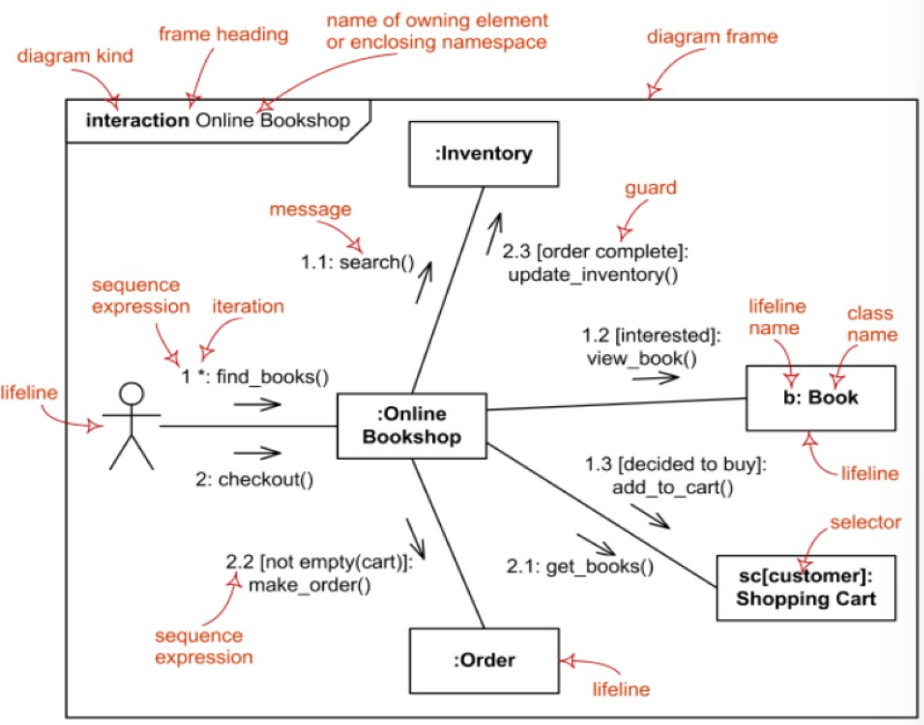 name of owning element
or enclosing namespace
frame heading
diagram frame
diagram kind
interaction Online Bookshop
:Inventory
guard
message
2.3 [order complete]:
update_inventory()
1.1: search()
sequence
expression
iteration
lifeline
name
class
name
1.2 [interested]:
view_book()
1 *: find_books()
lifeline
b: Book
:Online
Bookshop
2: checkout()
1.3 [decided to buy]:
add_to_cart()
lifeline
selector
2.2 [not empty(cart)]:
make_order()
2.1: get_books()
sc[customer]:
Shopping Cart
sequence
expression
:Order
lifeline